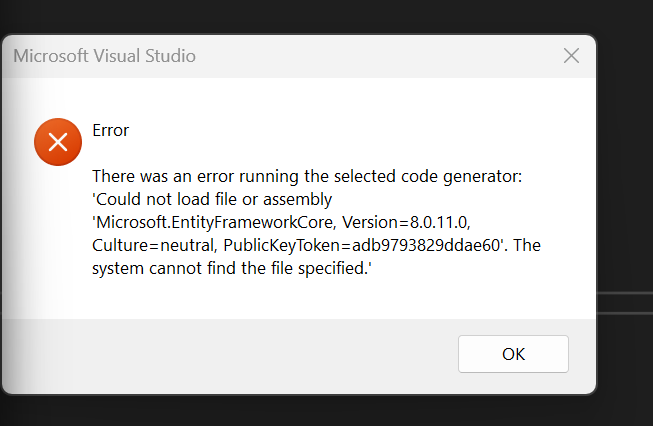 Microsoft Visual Studio
Error
There was an error running the selected code generator:
'Could not load file or assembly
'Microsoft.EntityFrameworkCore, Version=8.0.11.0,
Culture=neutral, PublicKeyToken=adb9793829ddae60'. The
system cannot find the file specified.'
OK